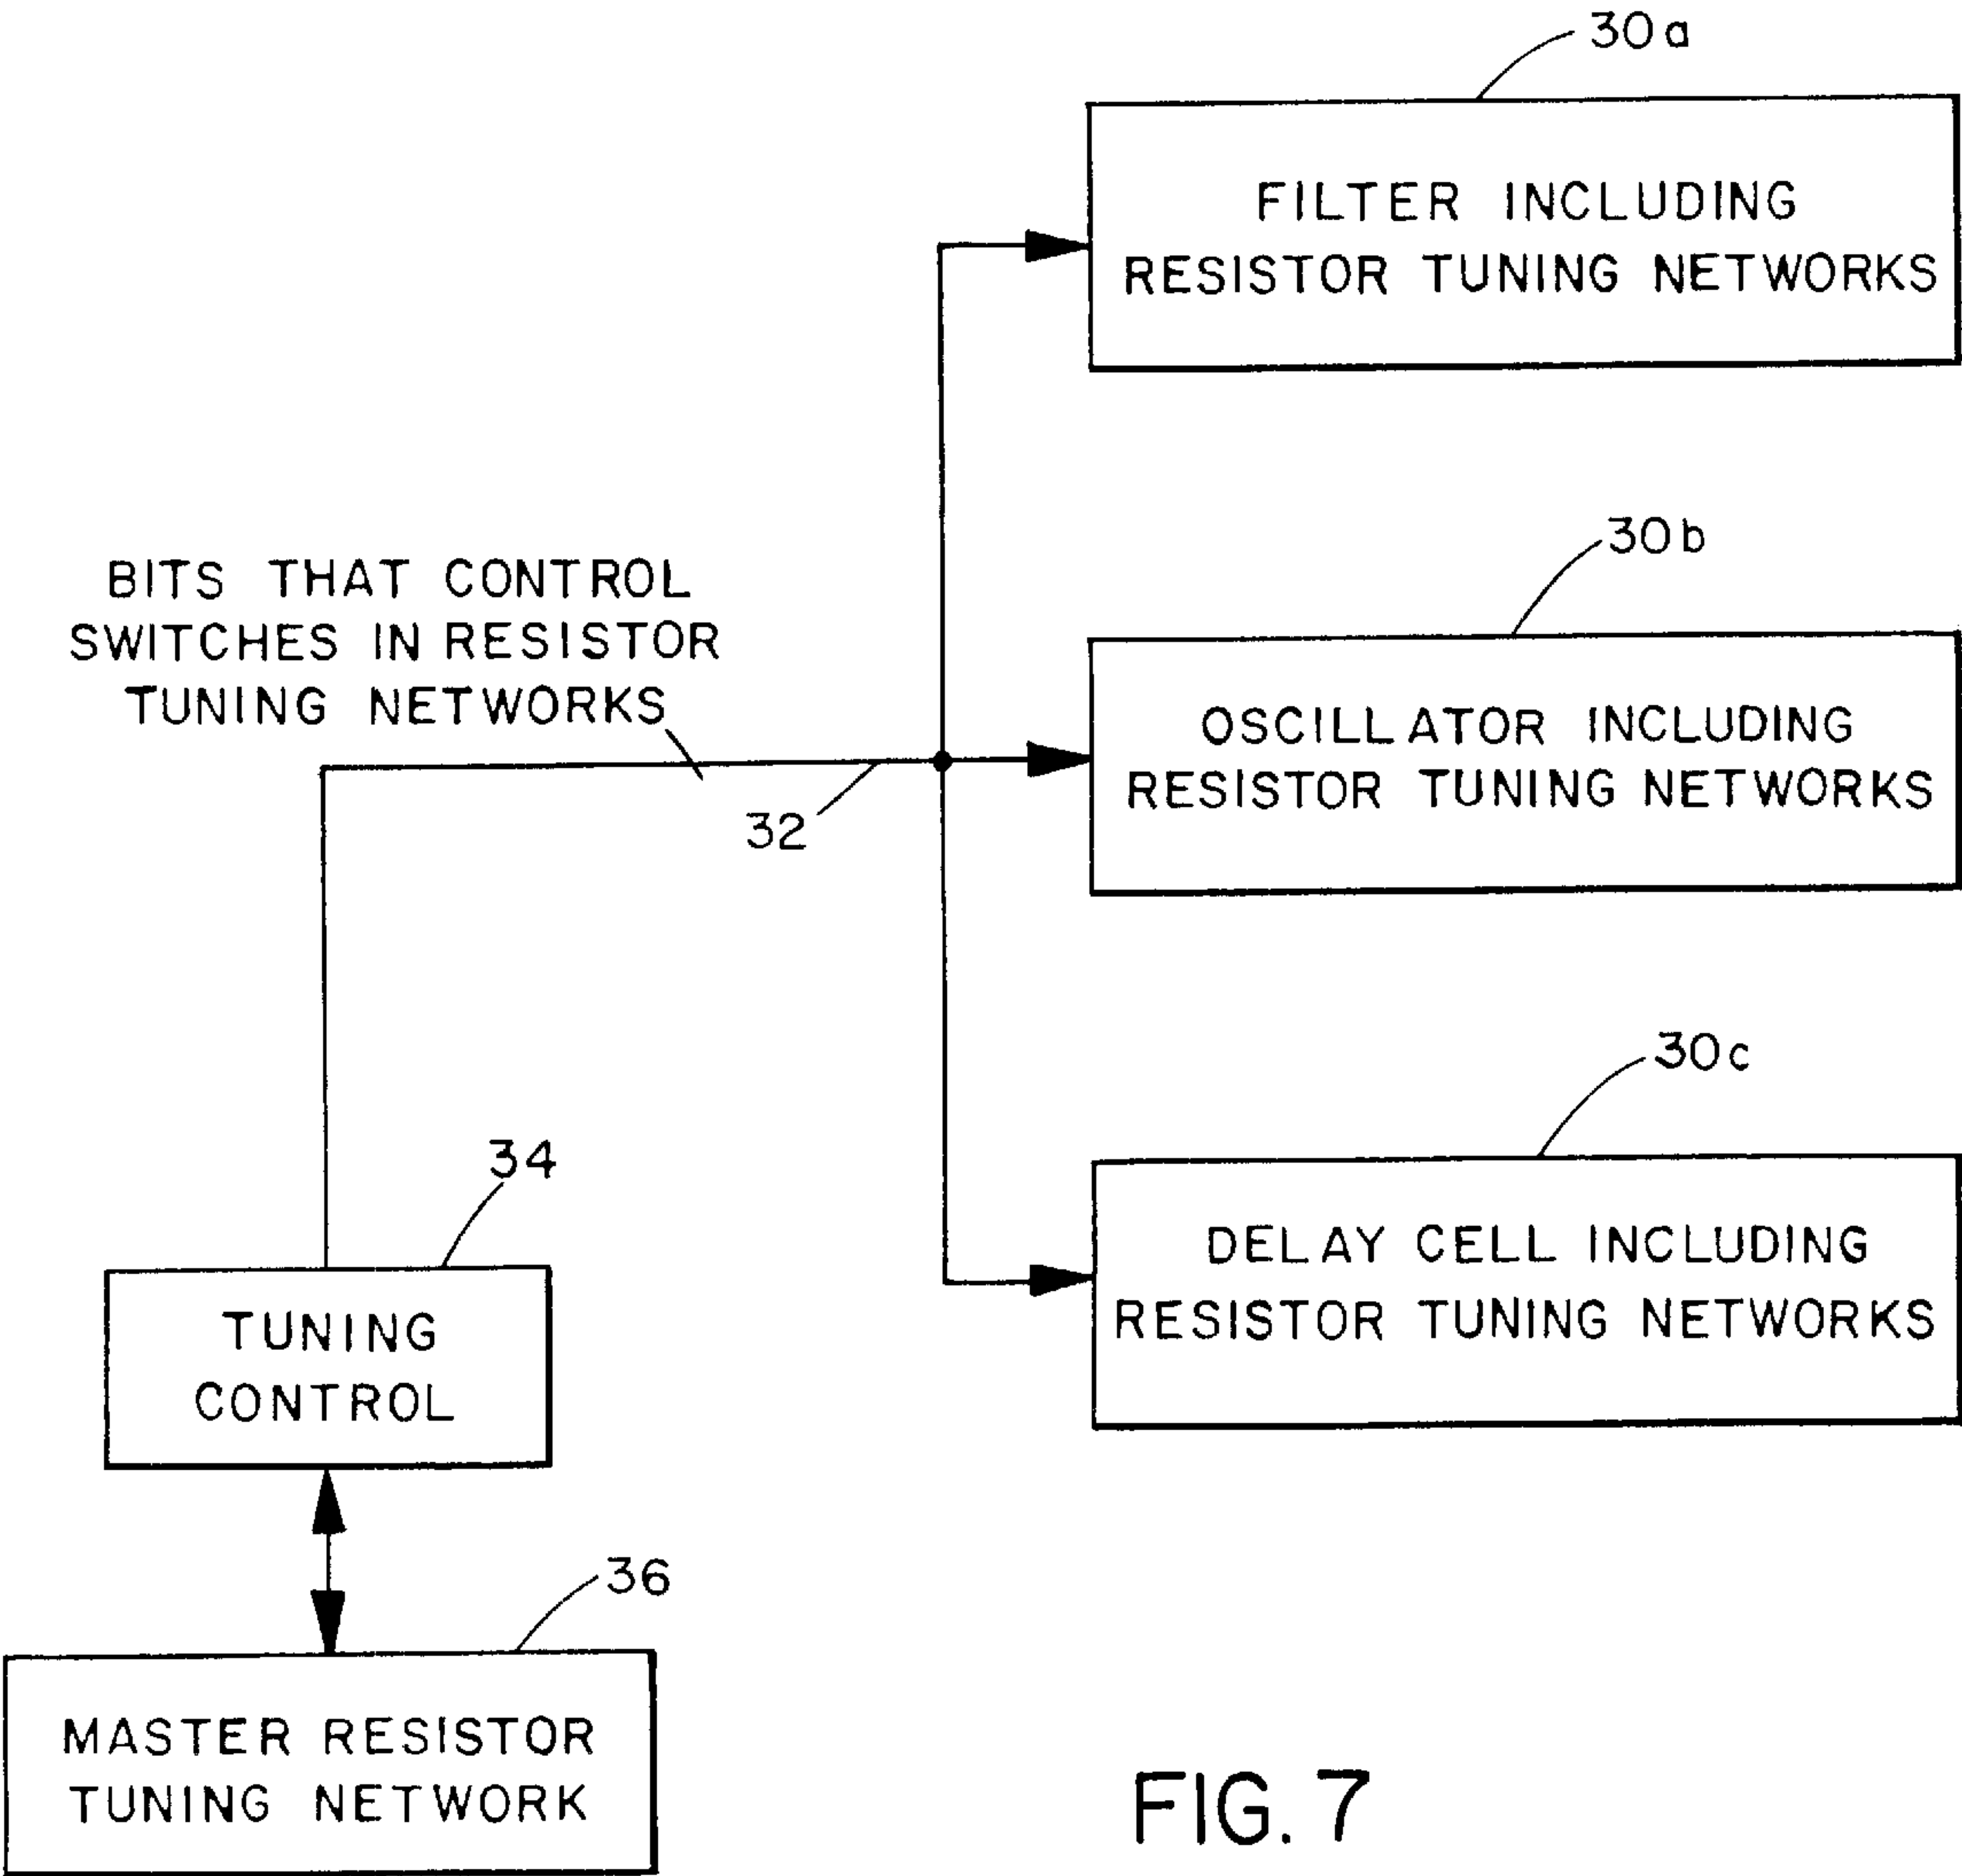 30a
FILTER INCLUDING
RESISTOR TUNING NETWORKS
30b
BITS THAT CONTROL
SWITCHES IN RESISTOR
TUNING NETWORKS
OSCILLATOR INCLUDING
RESISTOR TUNING NETWORKS
32
30c
34
DELAY CELL INCLUDING
RESISTOR TUNING NETWORKS
TUNING
CONTROL
36
MASTER RESISTOR
TUNING NETWORK
FIG. 7